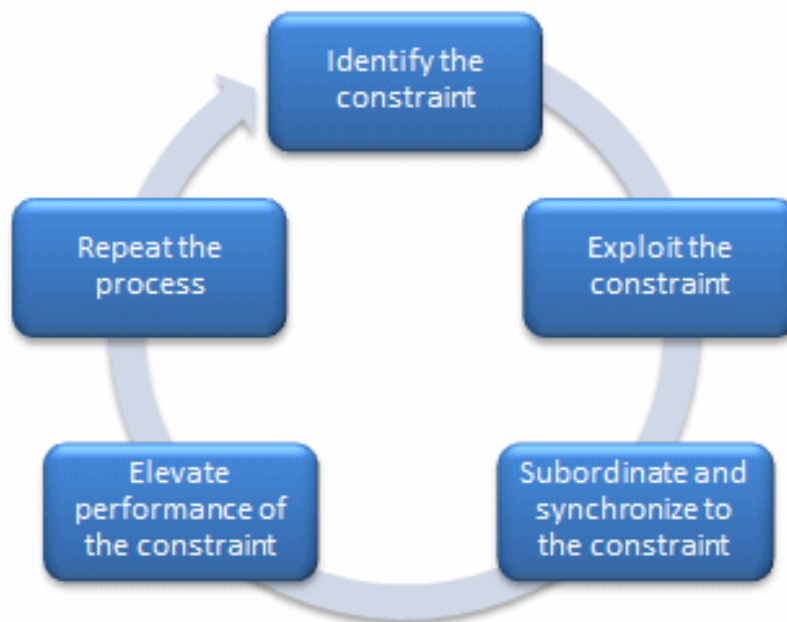 Identify the
constraint
Exploit the
constraint
Subordinate and
synchronize to
the constraint
Elevate
performance of
the constraint
Repeat the
process